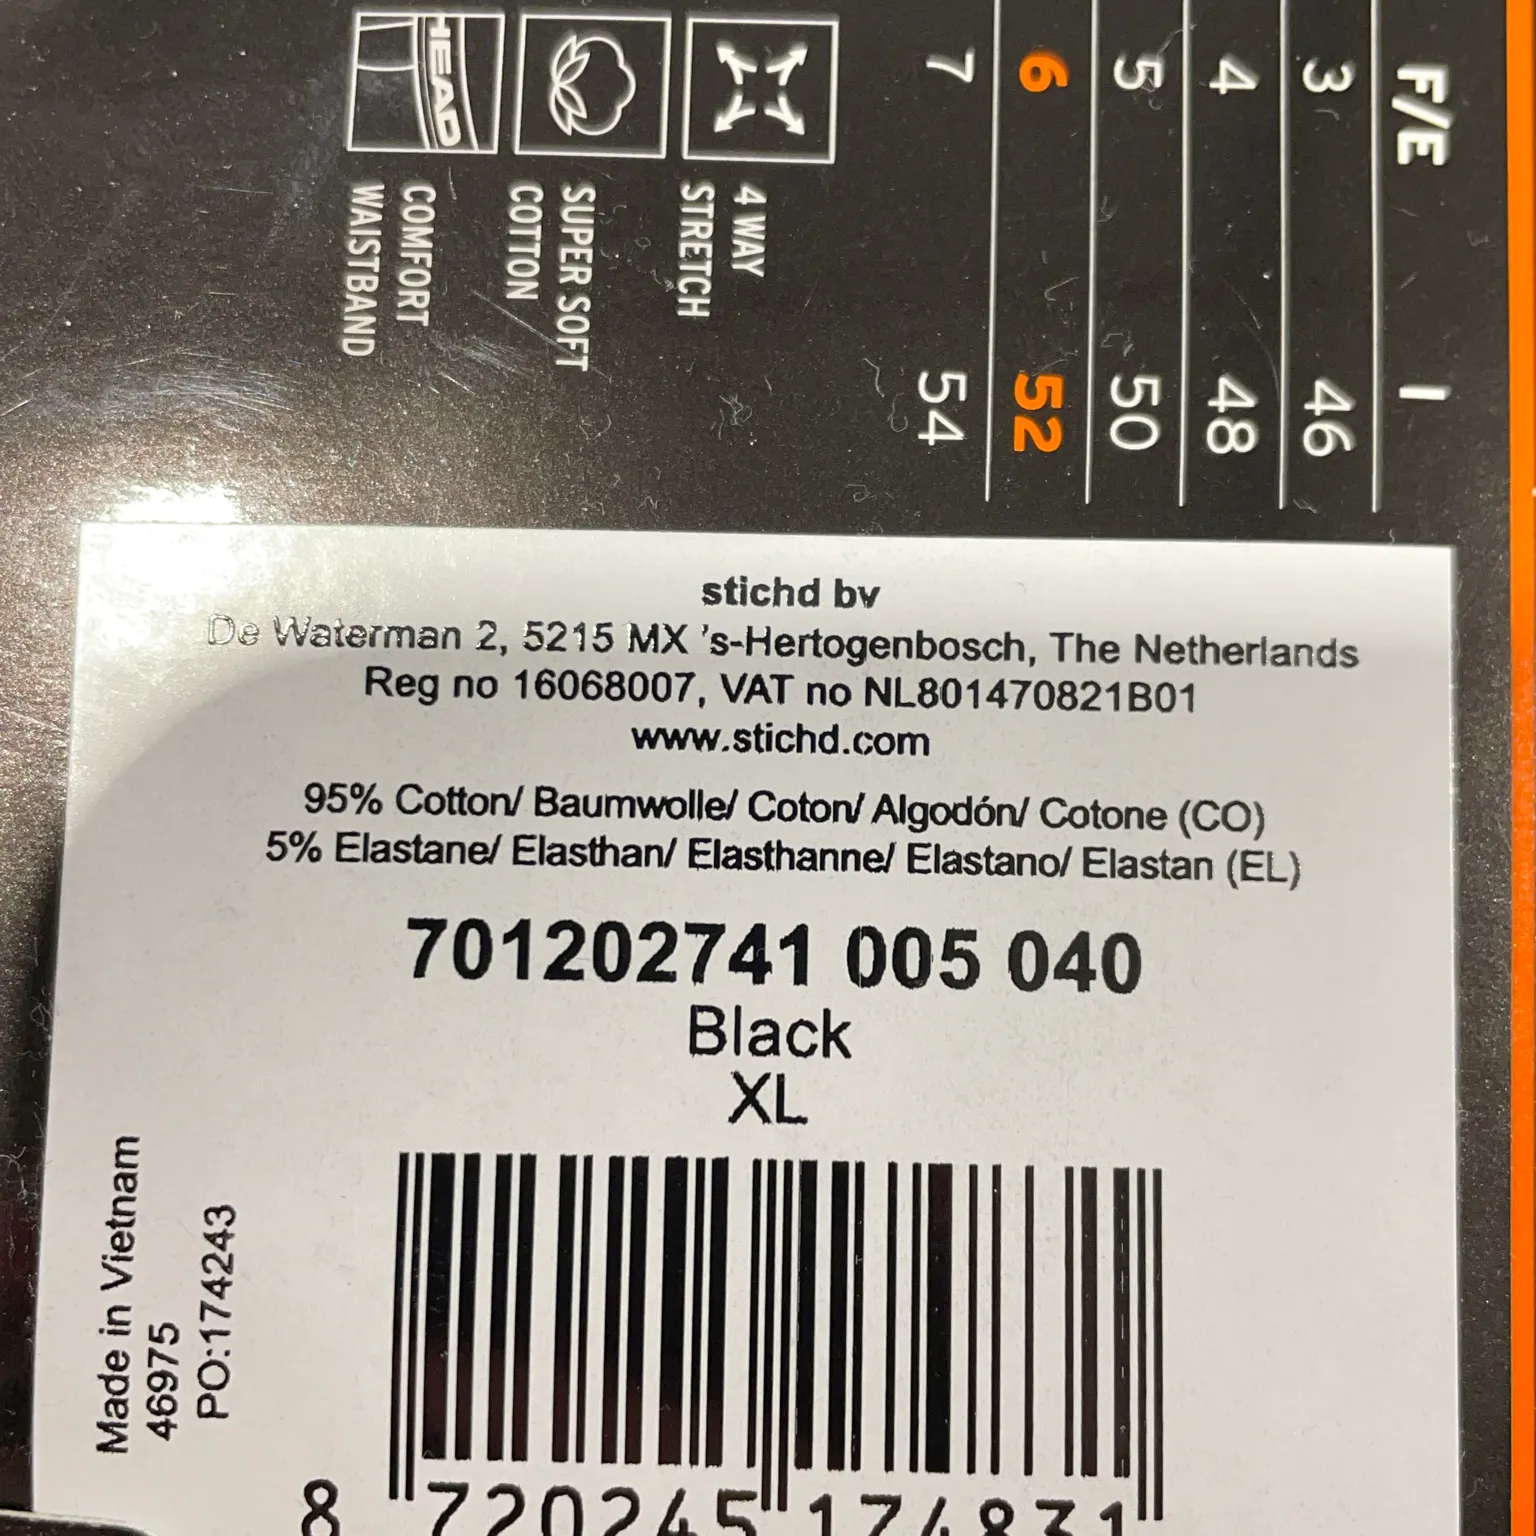 F/E I
3 46
4 48
5 50
6 52
7 54
4 WAY
STRETCH
SUPER SOFT
COTTON
HEAD
COMFORT
WAISTBAND
stichd bv
De Waterman 2, 5215 MX 's-Hertogenbosch, The Netherlands
Reg no 16068007, VAT no NL801470821B01
www.stichd.com
95% Cotton/ Baumwolle/ Coton/ Algodón/ Cotone (CO)
5% Elastane/ Elasthan/ Elasthanne/ Elastano/ Elastan (EL)
701202741 005 040
Black
XL
Made in Vietnam
46975
PO:174243
8 720245 174831